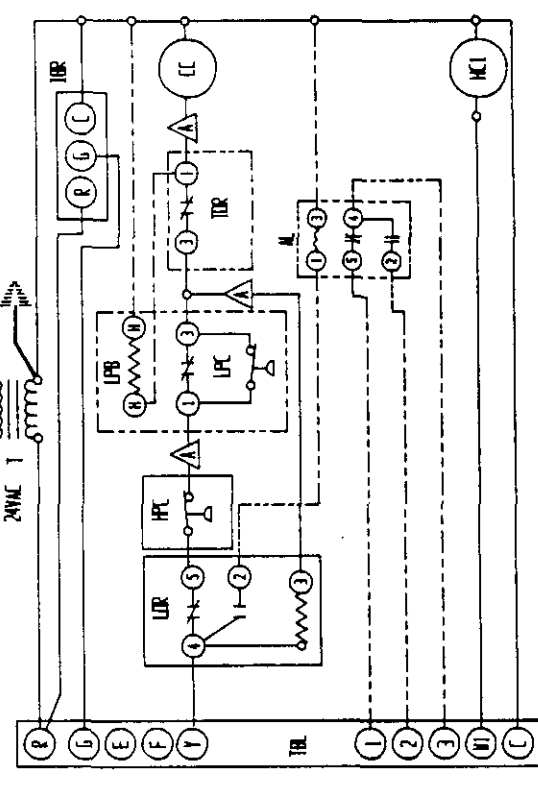 24VAC T
IBR
R G C
CC
A
TDR
3 1
LPB
H H
1 3
LPC
A
A
HPC
LOR
4 5
2
3
AL
1 3
5 4
2
HC1
TBL
R
G
E
F
Y
1
2
3
W1
C